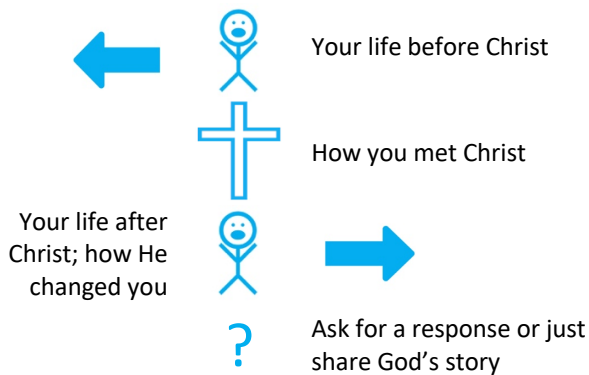 Your life before Christ
How you met Christ
Your life after
Christ; how He
changed you
?
Ask for a response or just
share God’s story